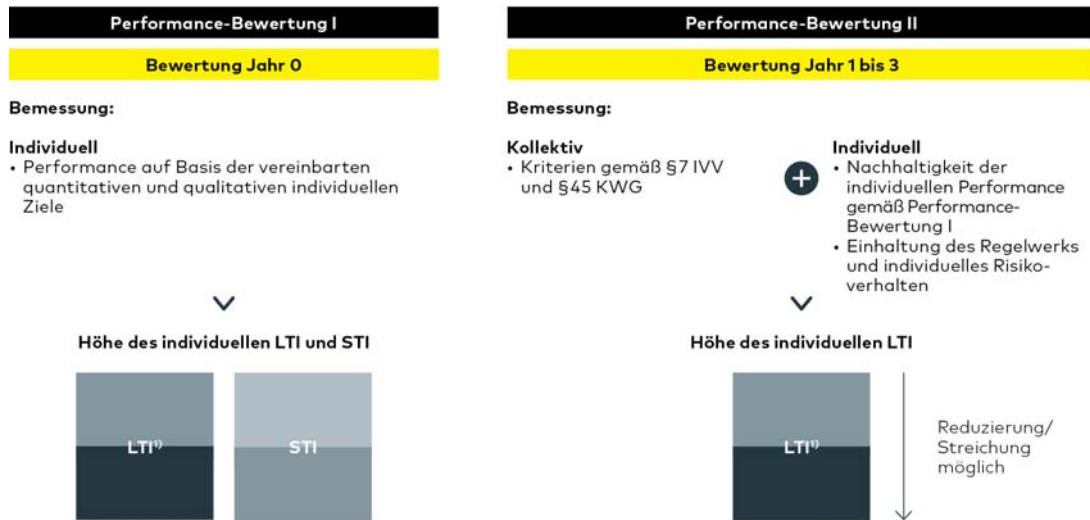 Performance-Bewertung I
Bewertung Jahr 0
Bemessung:
Individuell
• Performance auf Basis der vereinbarten
quantitativen und qualitativen individuellen
Ziele
Höhe des individuellen LTI und STI
LTI¹⁾
STI
Performance-Bewertung II
Bewertung Jahr 1 bis 3
Bemessung:
Kollektiv
• Kriterien gemäß §7 IVV
und §45 KWG
+
Individuell
• Nachhaltigkeit der
individuellen Performance
gemäß Performance-
Bewertung I
• Einhaltung des Regelwerks
und individuelles Risiko-
verhalten
Höhe des individuellen LTI
LTI¹⁾
Reduzierung/
Streichung
möglich